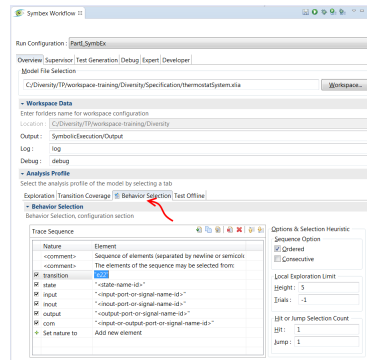 Symbex Workflow
Run Configuration : PartI_SymbEx
Overview Supervisor Test Generation Debug Expert Developer
Model File Selection
C:/Diversity/TP/workspace-training/Diversity/Specification/thermostatSystem.xlia Workspace...
Workspace Data
Enter forlders name for workspace configuration
Location : C:/Diversity/TP/workspace-training/Diversity
Output : SymbolicExecution/Output
Log : log
Debug : debug
Analysis Profile
Select the analysis profile of the model by selecting a tab
Exploration Transition Coverage Behavior Selection Test Offline
Behavior Selection
Behavior Selection, configuration section
Trace Sequence
Nature Element
<comment> Sequence of elements (separated by newline or semicolo
<comment> The elements of the sequence may be selected from:
transition "e22"
state "<state-name-id>"
input "<input-port-or-signal-name-id>"
inout "<inout-port-or-signal-name-id>"
output "<output-port-or-signal-name-id>"
com "<input-or-output-port-or-signal-name-id>"
Set nature to Add new element
Options & Selection Heuristic
Sequence Option
Ordered
Consecutive
Local Exploration Limit
Height : 5
Trials : -1
Hit or Jump Selection Count
Hit : 1
Jump : 1